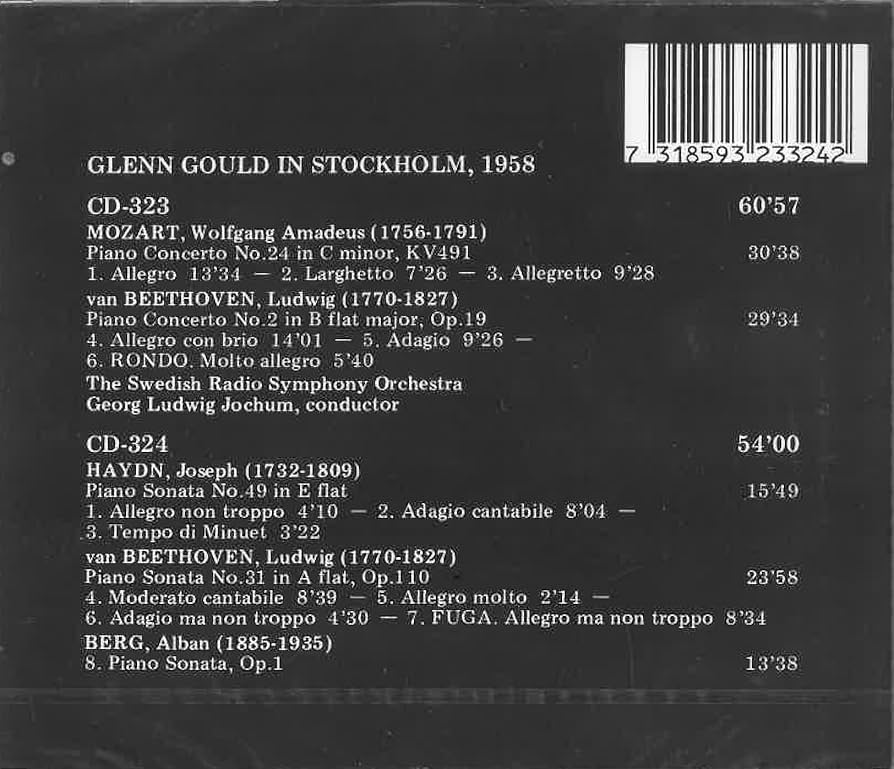 7 318593 233242
GLENN GOULD IN STOCKHOLM, 1958
CD-323 60'57
MOZART, Wolfgang Amadeus (1756-1791)
Piano Concerto No.24 in C minor, KV491 30'38
1. Allegro 13'34 — 2. Larghetto 7'26 — 3. Allegretto 9'28
van BEETHOVEN, Ludwig (1770-1827)
Piano Concerto No.2 in B flat major, Op.19 29'34
4. Allegro con brio 14'01 — 5. Adagio 9'26 —
6. RONDO. Molto allegro 5'40
The Swedish Radio Symphony Orchestra
Georg Ludwig Jochum, conductor
CD-324 54'00
HAYDN, Joseph (1732-1809)
Piano Sonata No.49 in E flat 15'49
1. Allegro non troppo 4'10 — 2. Adagio cantabile 8'04 —
3. Tempo di Minuet 3'22
van BEETHOVEN, Ludwig (1770-1827)
Piano Sonata No.31 in A flat, Op.110 23'58
4. Moderato cantabile 8'39 — 5. Allegro molto 2'14 —
6. Adagio ma non troppo 4'30 — 7. FUGA. Allegro ma non troppo 8'34
BERG, Alban (1885-1935)
8. Piano Sonata, Op.1 13'38